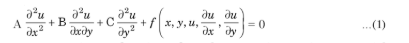 A ∂²u/∂x² + B ∂²u/∂x∂y + C ∂²u/∂y² + f(x, y, u, ∂u/∂x, ∂u/∂y) = 0 ...(1)